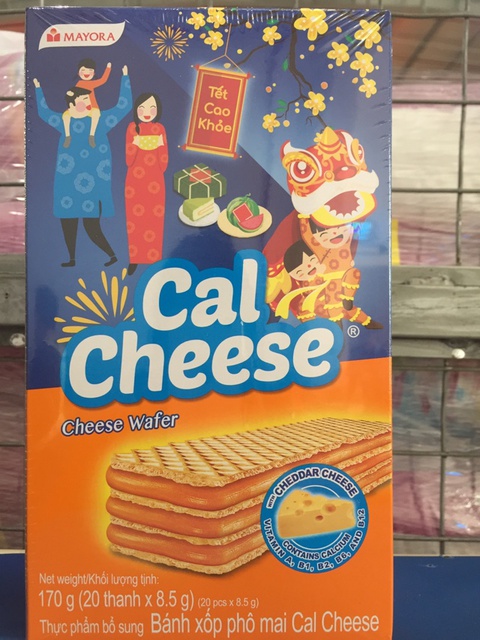 MAYORA
Tết
Cao
Khỏe
Cal
Cheese®
Cheese Wafer
WITH CHEDDAR CHEESE
CONTAINS CALCIUM
VITAMIN A, B1, B2, B6, AND B12
Net weight/Khối lượng tịnh:
170 g (20 thanh x 8.5 g) (20 pcs x 8.5 g)
Thực phẩm bổ sung Bánh xốp phô mai Cal Cheese